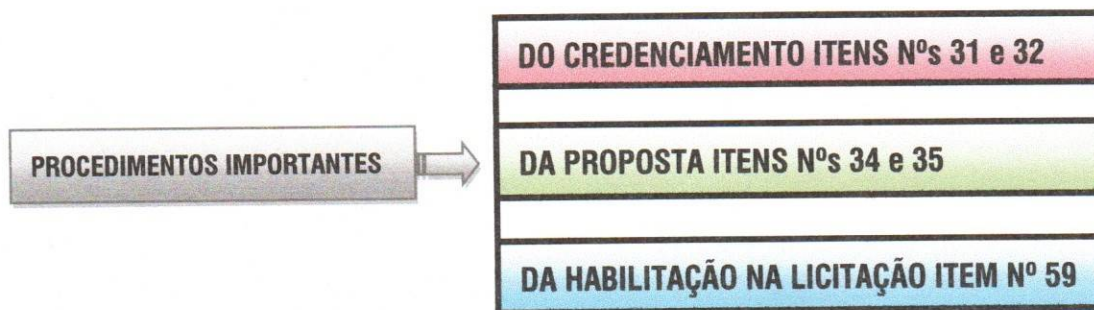 PROCEDIMENTOS IMPORTANTES
DO CREDENCIAMENTO ITENS Nºs 31 e 32
DA PROPOSTA ITENS Nºs 34 e 35
DA HABILITAÇÃO NA LICITAÇÃO ITEM Nº 59